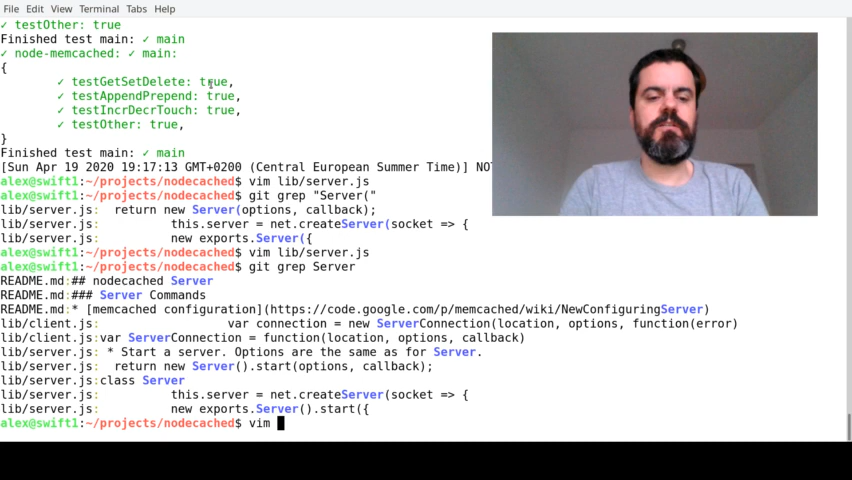 File Edit View Terminal Tabs Help
✓ testOther: true
Finished test main: ✓ main
✓ node-memcached: ✓ main:
{
✓ testGetSetDelete: true,
✓ testAppendPrepend: true,
✓ testIncrDecrTouch: true,
✓ testOther: true,
}
Finished test main: ✓ main
[Sun Apr 19 2020 19:17:13 GMT+0200 (Central European Summer Time)] NO
alex@swift1:~/projects/nodecached$ vim lib/server.js
alex@swift1:~/projects/nodecached$ git grep "Server("
lib/server.js: return new Server(options, callback);
lib/server.js: this.server = net.createServer(socket => {
lib/server.js: new exports.Server({
alex@swift1:~/projects/nodecached$ vim lib/server.js
alex@swift1:~/projects/nodecached$ git grep Server
README.md:## nodecached Server
README.md:### Server Commands
README.md:* [memcached configuration](https://code.google.com/p/memcached/wiki/NewConfiguringServer)
lib/client.js: var connection = new ServerConnection(location, options, function(error)
lib/client.js:var ServerConnection = function(location, options, callback)
lib/server.js: * Start a server. Options are the same as for Server.
lib/server.js: return new Server().start(options, callback);
lib/server.js:class Server
lib/server.js: this.server = net.createServer(socket => {
lib/server.js: new exports.Server().start({
alex@swift1:~/projects/nodecached$ vim